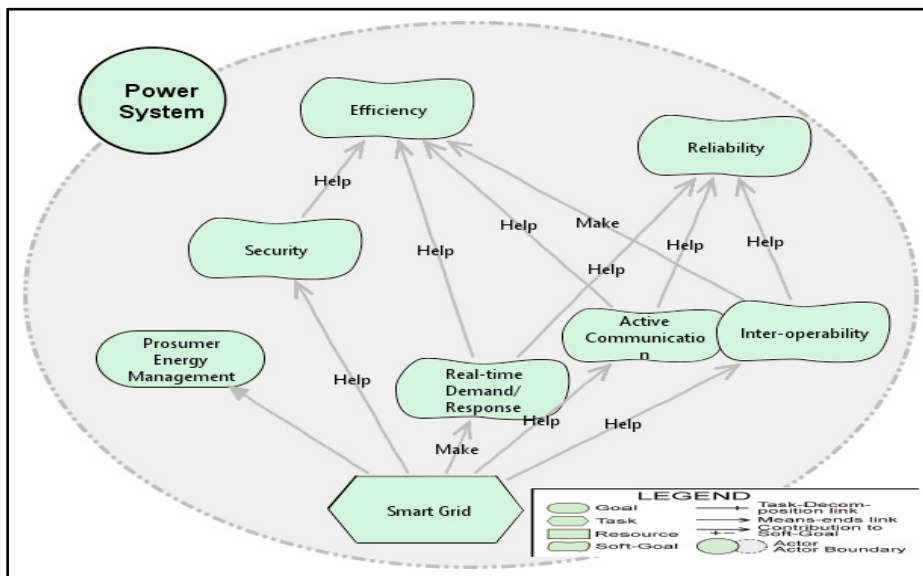 Power
System
Efficiency
Reliability
Help
Make
Security
Help
Help
Help
Help
Help
Active
Communicatio
n
Inter-operability
Prosumer
Energy
Management
Real-time
Demand/
Response
Help
Help
Help
Make
Smart Grid
LEGEND
Goal
Task
Resource
Soft-Goal
Task-Decom-
position link
Means-ends link
Contribution to
Soft-Goal
Actor
Actor Boundary